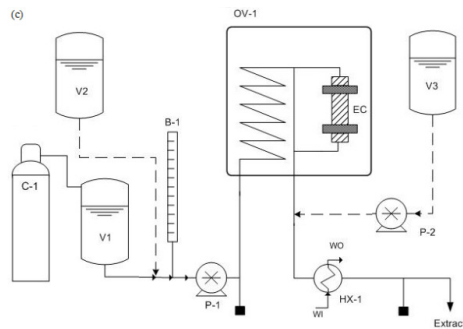 (c)
OV-1
V2
B-1
EC
V3
C-1
V1
P-1
P-2
WO
HX-1
WI
Extrac